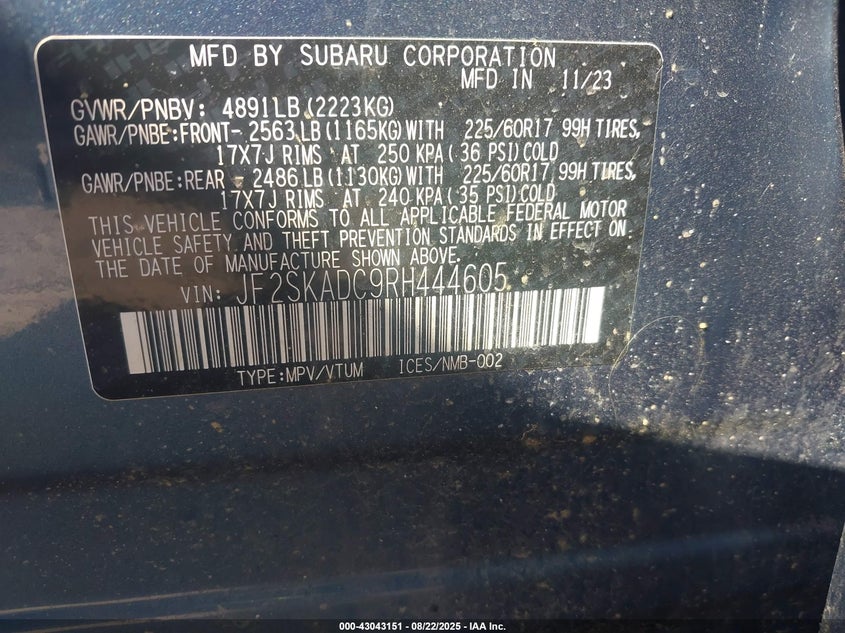 MFD BY SUBARU CORPORATION
MFD IN 11/23
GVWR/PNBV: 4891LB(2223KG)
GAWR/PNBE:FRONT- 2563LB(1165KG)WITH 225/60R17 99H TIRES,
17X7J RIMS AT 250 KPA( 36 PSI)COLD
GAWR/PNBE:REAR - 2486LB(1130KG)WITH 225/60R17 99H TIRES,
17X7J RIMS AT 240 KPA( 35 PSI)COLD
THIS VEHICLE CONFORMS TO ALL APPLICABLE FEDERAL MOTOR
VEHICLE SAFETY AND THEFT PREVENTION STANDARDS IN EFFECT ON
THE DATE OF MANUFACTURE SHOWN ABOVE.
VIN: JF2SKADC9RH444605
TYPE:MPV/VTUM ICES/NMB-002
000-43043151 - 08/22/2025 - IAA Inc.